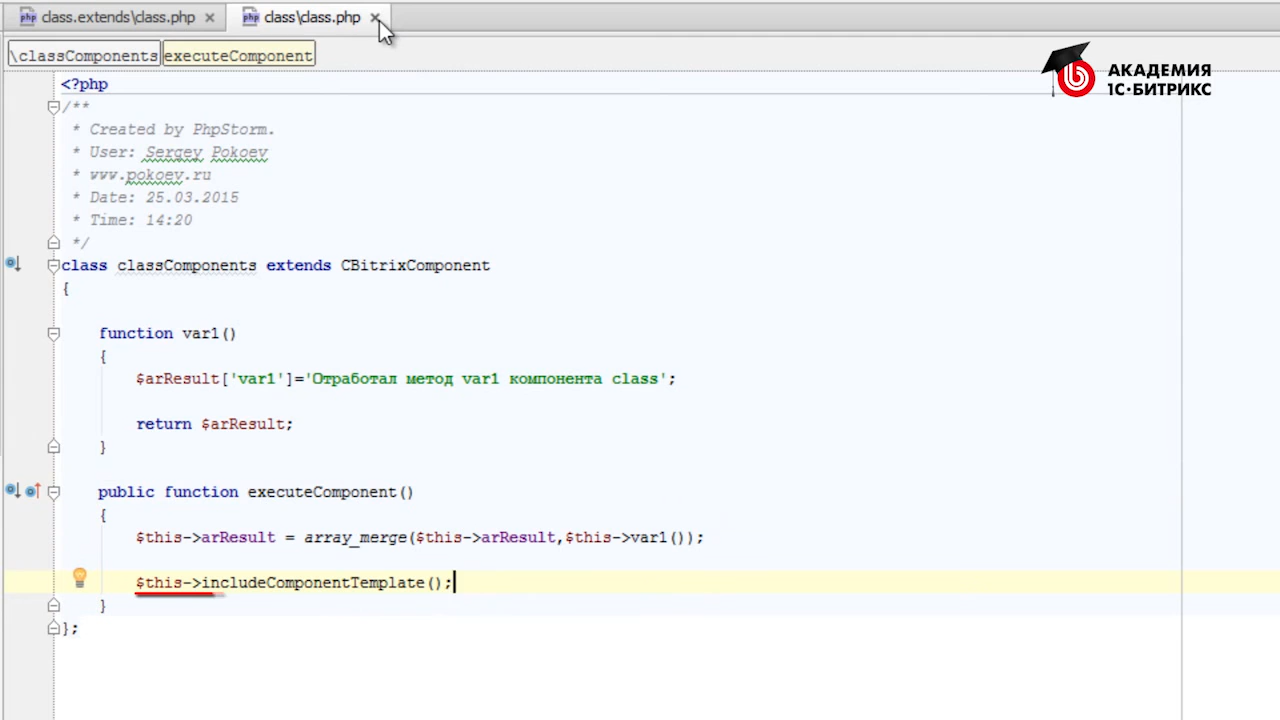 class.extends\class.php
class\class.php
\classComponents executeComponent
АКАДЕМИЯ
1С·БИТРИКС
<?php
/**
 * Created by PhpStorm.
 * User: Sergey Pokoev
 * www.pokoev.ru
 * Date: 25.03.2015
 * Time: 14:20
 */
class classComponents extends CBitrixComponent
{
    function var1()
    {
        $arResult['var1']='Отработал метод var1 компонента class';
        return $arResult;
    }
    public function executeComponent()
    {
        $this->arResult = array_merge($this->arResult,$this->var1());
        $this->includeComponentTemplate();
    }
};